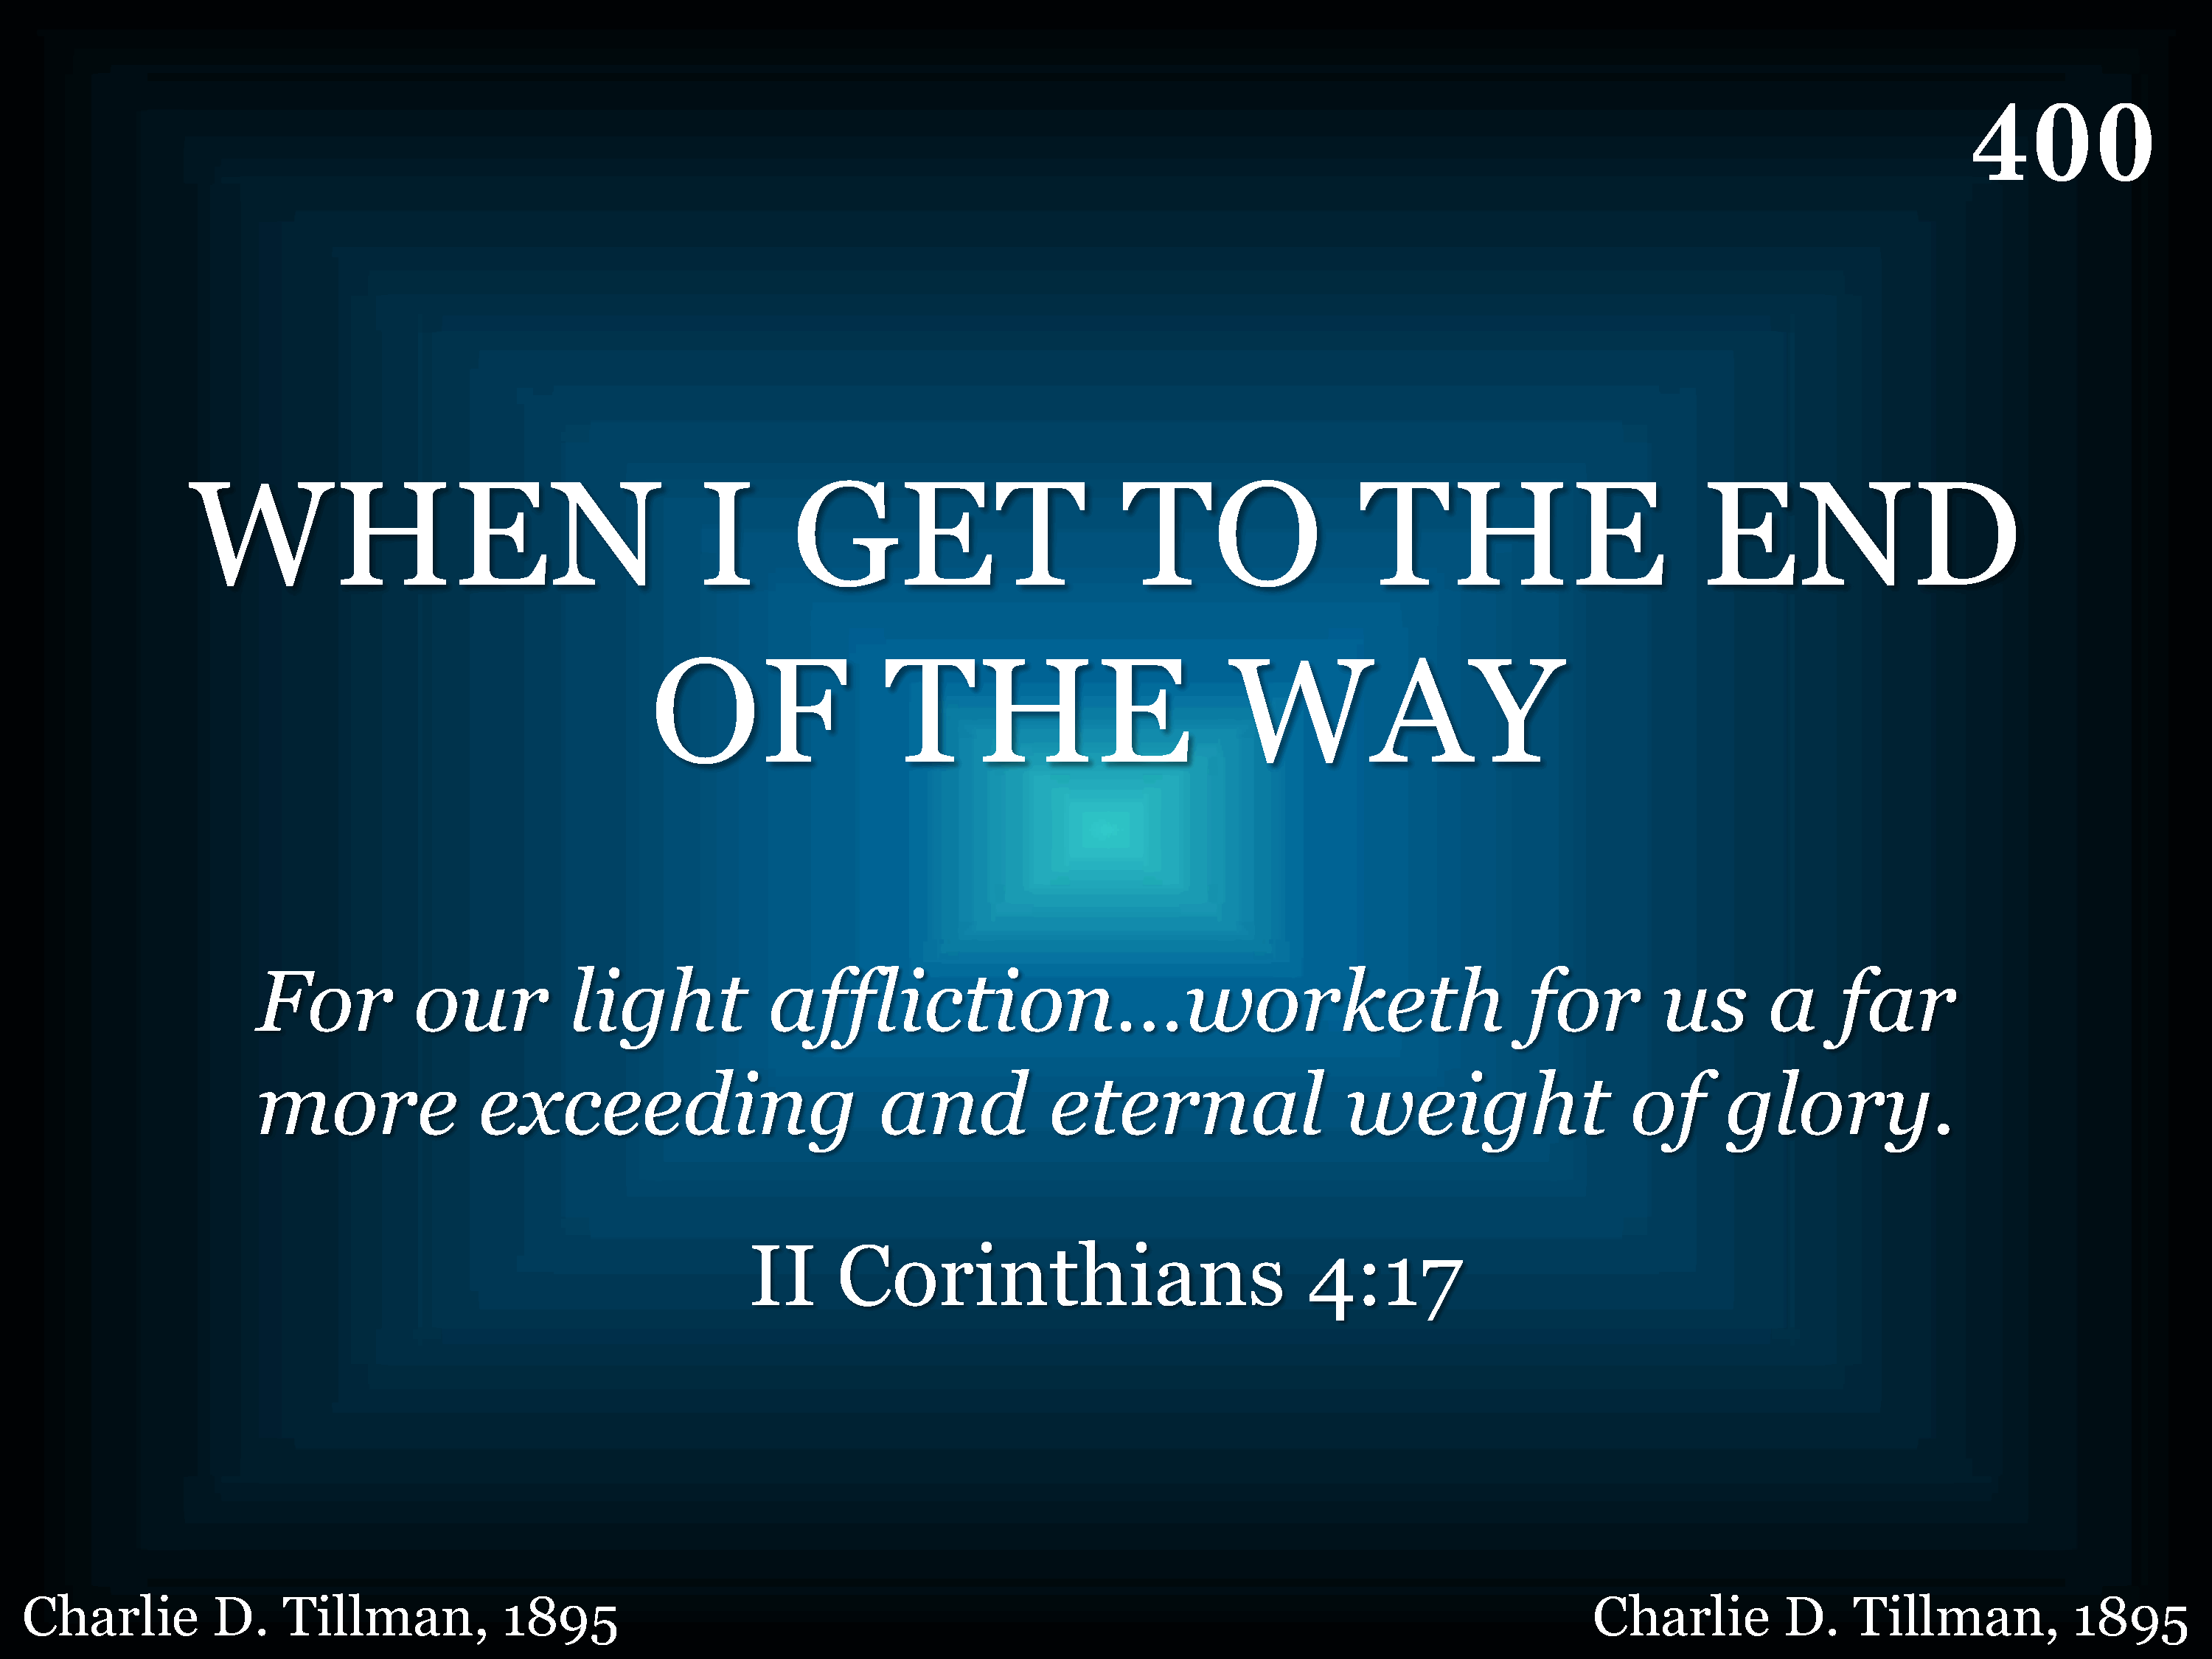 400
WHEN I GET TO THE END
OF THE WAY
For our light affliction...worketh for us a far
more exceeding and eternal weight of glory.
II Corinthians 4:17
Charlie D. Tillman, 1895
Charlie D. Tillman, 1895